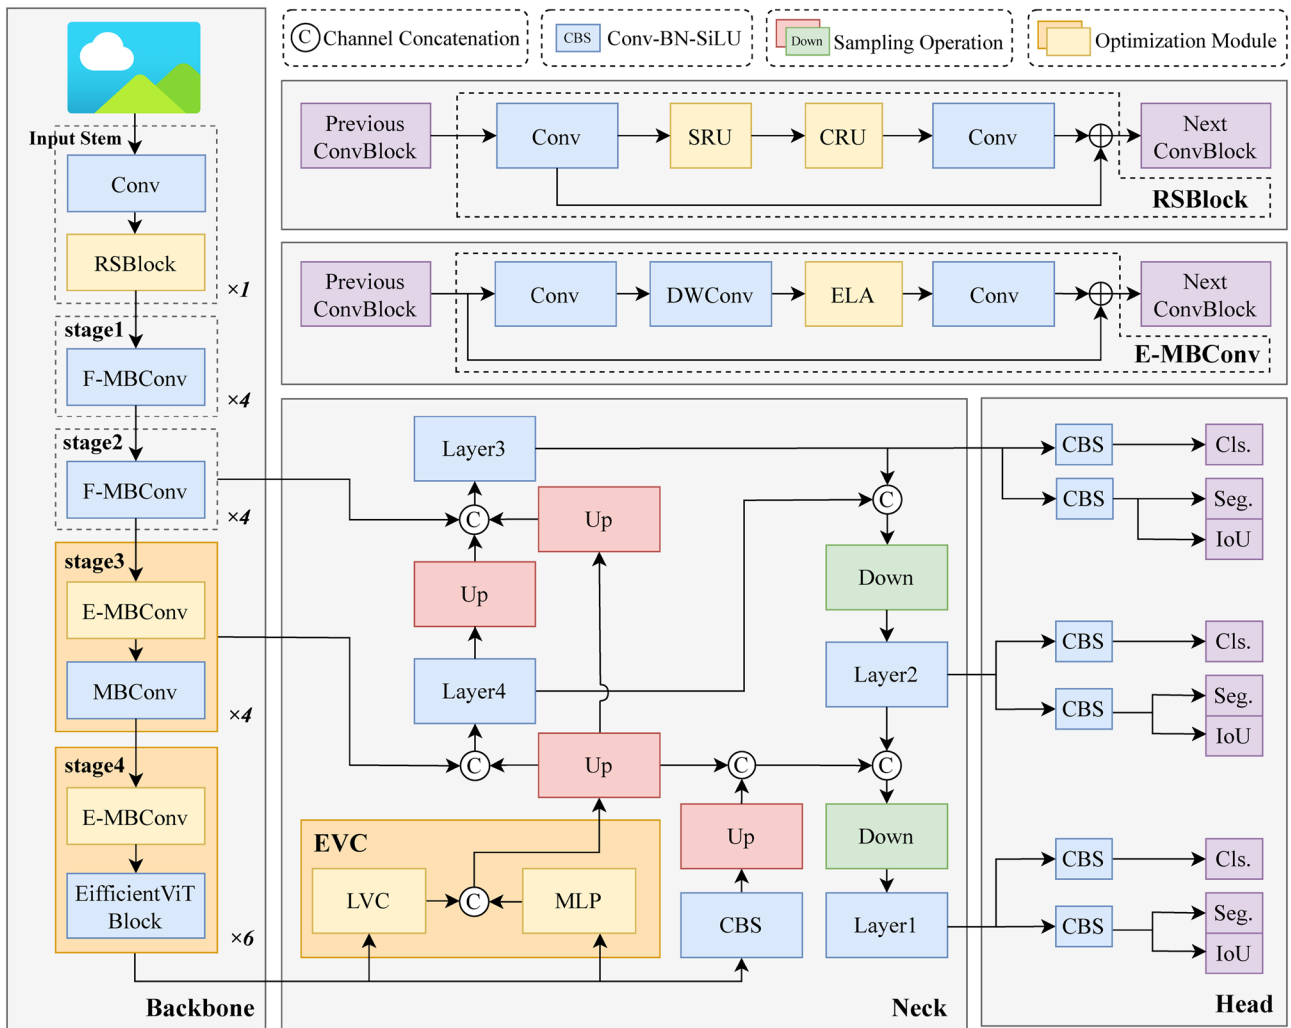 C Channel Concatenation
CBS Conv-BN-SiLU
Down Sampling Operation
Optimization Module
Input Stem
Conv
RSBlock
×1
stage1
F-MBConv
×4
stage2
F-MBConv
×4
stage3
E-MBConv
MBConv
×4
stage4
E-MBConv
EifficientViT
Block
×6
Backbone
Previous
ConvBlock
Conv
SRU
CRU
Conv
Next
ConvBlock
RSBlock
Previous
ConvBlock
Conv
DWConv
ELA
Conv
Next
ConvBlock
E-MBConv
Layer3
C
Up
C
Up
Down
Layer4
Layer2
C
Up
C
C
EVC
Up
Down
LVC
C
MLP
CBS
Layer1
Neck
CBS
Cls.
CBS
Seg.
IoU
CBS
Cls.
CBS
Seg.
IoU
CBS
Cls.
CBS
Seg.
IoU
Head